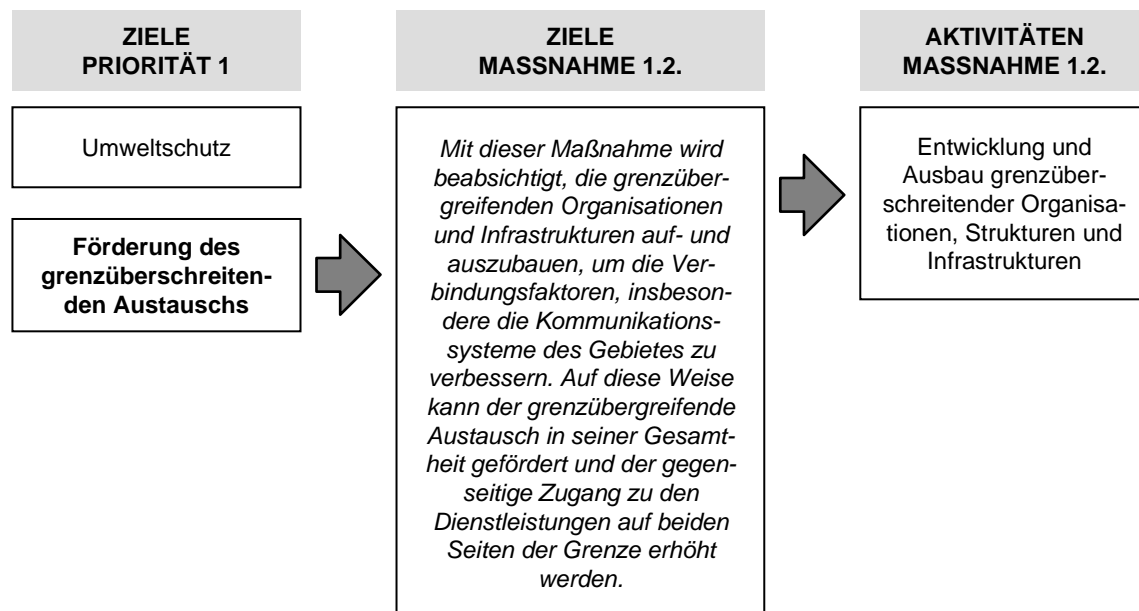 ZIELE
PRIORITÄT 1
Umweltschutz
Förderung des
grenzüberschreiten-
den Austauschs
ZIELE
MASSNAHME 1.2.
Mit dieser Maßnahme wird
beabsichtigt, die grenzüber-
greifenden Organisationen
und Infrastrukturen auf- und
auszubauen, um die Ver-
bindungsfaktoren, insbeson-
dere die Kommunikations-
systeme des Gebietes zu
verbessern. Auf diese Weise
kann der grenzübergreifende
Austausch in seiner Gesamt-
heit gefördert und der gegen-
seitige Zugang zu den
Dienstleistungen auf beiden
Seiten der Grenze erhöht
werden.
AKTIVITÄTEN
MASSNAHME 1.2.
Entwicklung und
Ausbau grenzüber-
schreitender Organisa-
tionen, Strukturen und
Infrastrukturen